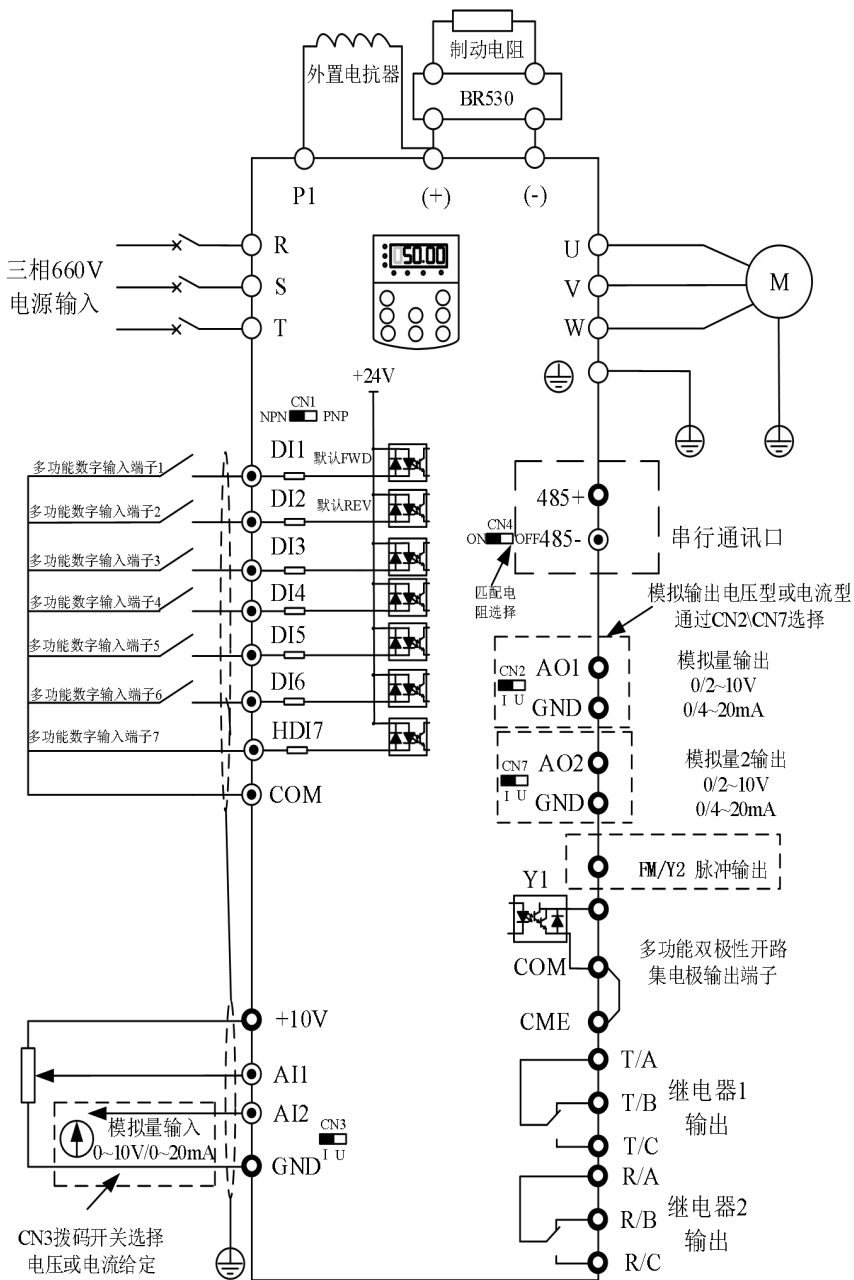 制动电阻
外置电抗器
BR530
P1
(+)
(-)
三相660V
电源输入
R
S
T
50.00
U
V
W
M
+24V
CN1
NPN PNP
DI1
默认FWD
多功能数字输入端子1
DI2
默认REV
多功能数字输入端子2
DI3
多功能数字输入端子3
DI4
多功能数字输入端子4
DI5
多功能数字输入端子5
DI6
多功能数字输入端子6
HDI7
多功能数字输入端子7
COM
485+
CN4
ON OFF
485-
串行通讯口
匹配电
阻选择
模拟输出电压型或电流型
通过CN2\CN7选择
CN2
I U
AO1
GND
模拟量输出
0/2~10V
0/4~20mA
CN7
I U
AO2
GND
模拟量2输出
0/2~10V
0/4~20mA
FM/Y2 脉冲输出
Y1
COM
CME
多功能双极性开路
集电极输出端子
+10V
AI1
AI2
CN3
I U
GND
模拟量输入
0~10V/0~20mA
CN3拨码开关选择
电压或电流给定
T/A
T/B
T/C
继电器1
输出
R/A
R/B
R/C
继电器2
输出